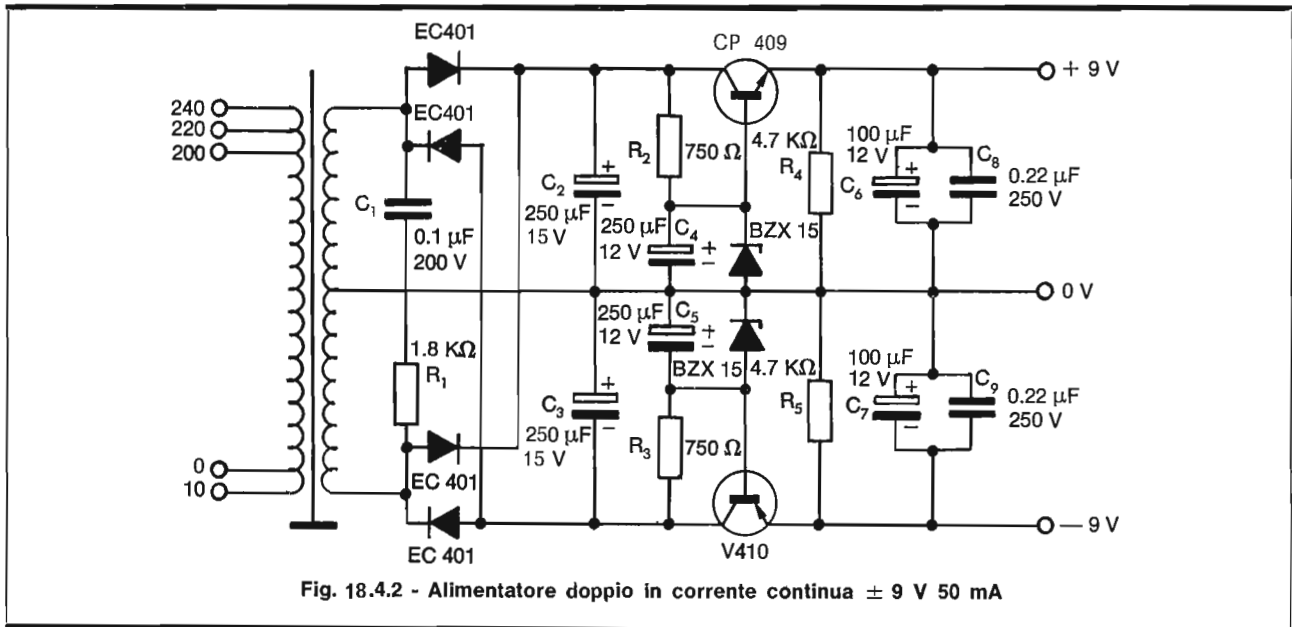 EC401
CP 409
+ 9 V
240
220
200
EC401
4.7 KΩ
100 µF
12 V
C₈
R₂
750 Ω
R₄
C₆
+
−
0.22 µF
250 V
C₁
C₂
+
−
250 µF
15 V
250 µF
12 V
C₄
+
−
BZX 15
0.1 µF
200 V
0 V
250 µF
12 V
C₅
+
−
1.8 KΩ
R₁
BZX 15
4.7 KΩ
100 µF
12 V
C₉
C₃
+
−
250 µF
15 V
R₃
750 Ω
R₅
C₇
+
−
0.22 µF
250 V
0
10
EC 401
EC 401
V410
— 9 V
Fig. 18.4.2 - Alimentatore doppio in corrente continua ± 9 V 50 mA